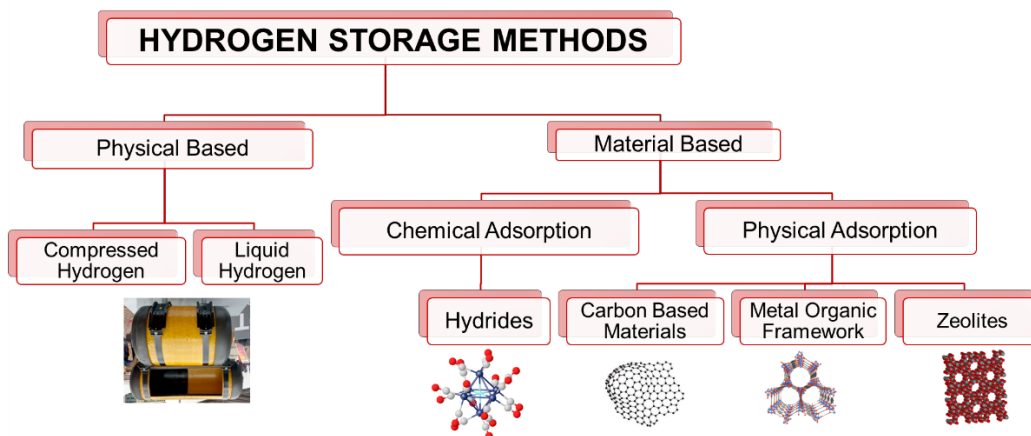 HYDROGEN STORAGE METHODS
Physical Based
Material Based
Compressed
Hydrogen
Liquid
Hydrogen
Chemical Adsorption
Physical Adsorption
Hydrides
Carbon Based
Materials
Metal Organic
Framework
Zeolites